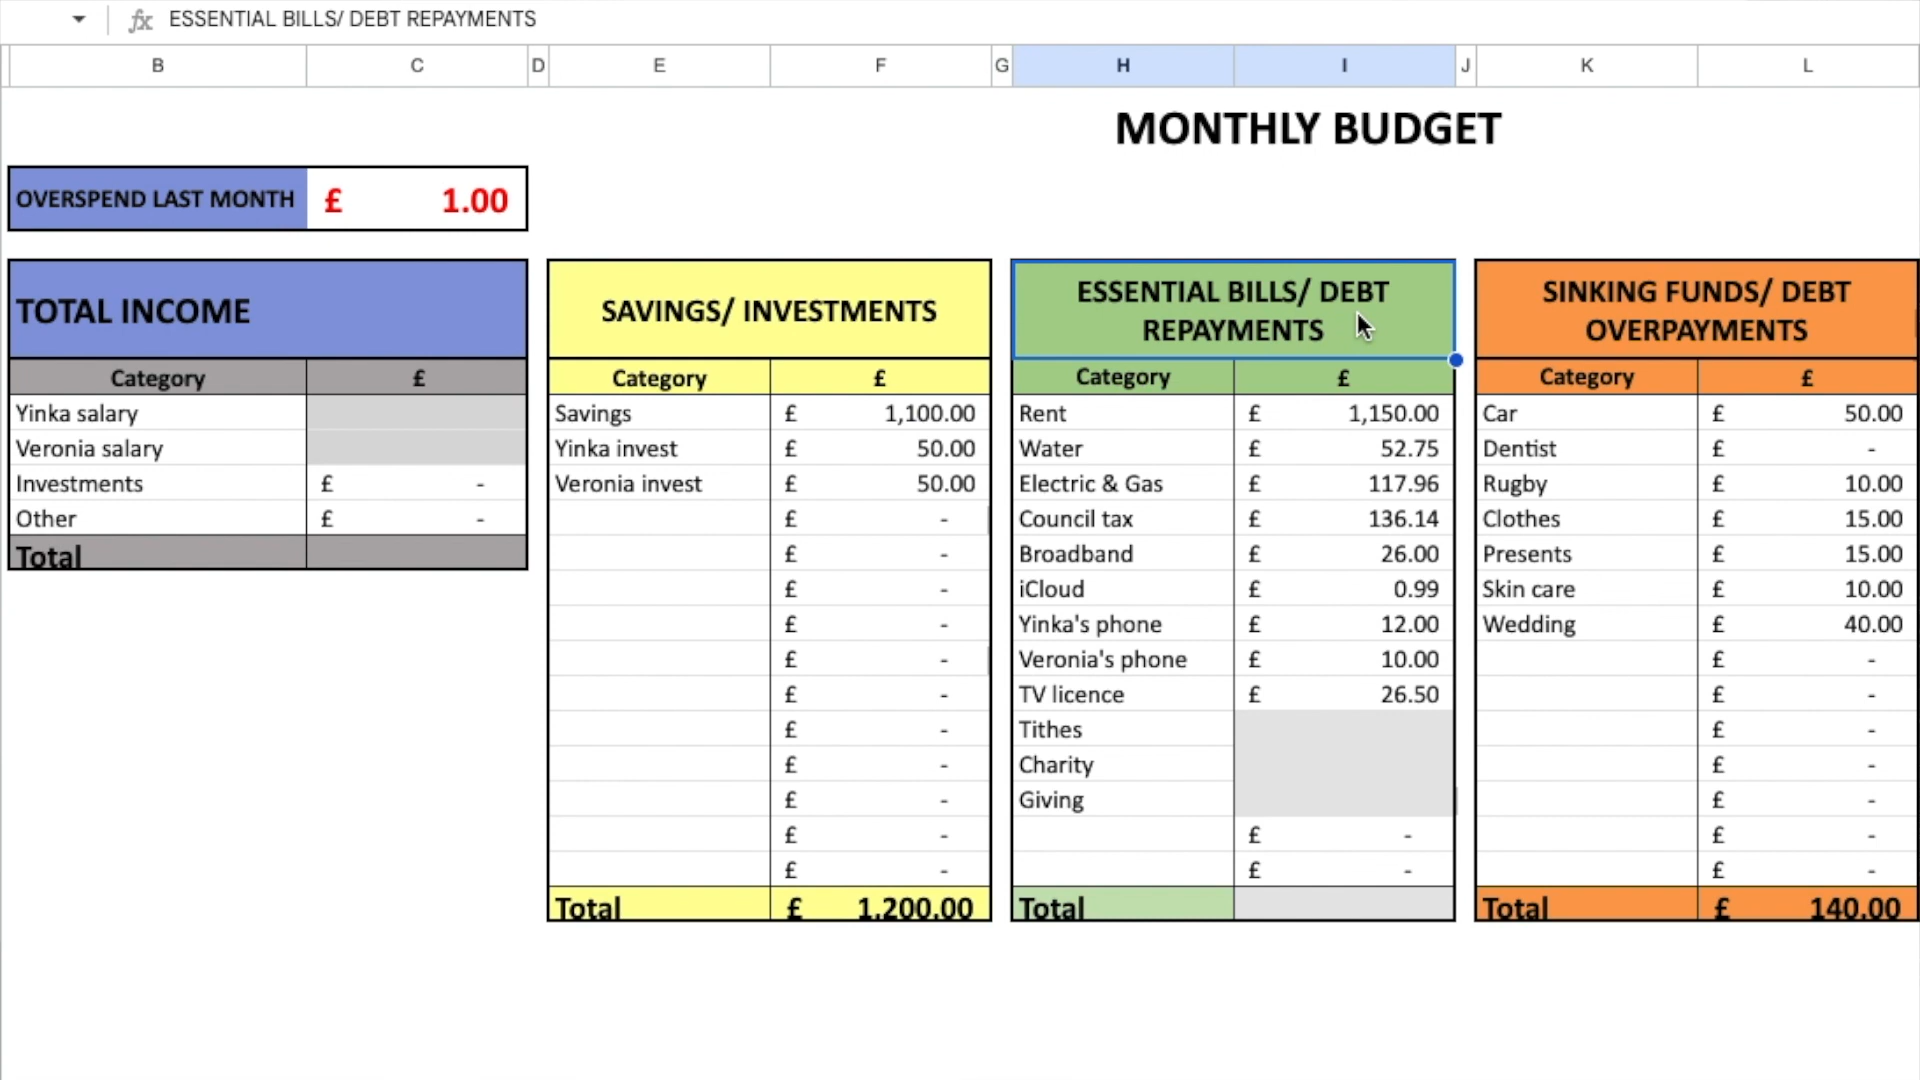 fx ESSENTIAL BILLS/ DEBT REPAYMENTS
B C D E F G H I J K L
MONTHLY BUDGET
OVERSPEND LAST MONTH £ 1.00
TOTAL INCOME
Category £
Yinka salary
Veronia salary
Investments £ -
Other £ -
Total
SAVINGS/ INVESTMENTS
Category £
Savings £ 1,100.00
Yinka invest £ 50.00
Veronia invest £ 50.00
£ -
£ -
£ -
£ -
£ -
£ -
£ -
£ -
£ -
£ -
£ -
Total £ 1,200.00
ESSENTIAL BILLS/ DEBT
REPAYMENTS
Category £
Rent £ 1,150.00
Water £ 52.75
Electric & Gas £ 117.96
Council tax £ 136.14
Broadband £ 26.00
iCloud £ 0.99
Yinka's phone £ 12.00
Veronia's phone £ 10.00
TV licence £ 26.50
Tithes
Charity
Giving
£ -
£ -
Total
SINKING FUNDS/ DEBT
OVERPAYMENTS
Category £
Car £ 50.00
Dentist £ -
Rugby £ 10.00
Clothes £ 15.00
Presents £ 15.00
Skin care £ 10.00
Wedding £ 40.00
£ -
£ -
£ -
£ -
£ -
£ -
£ -
Total £ 140.00